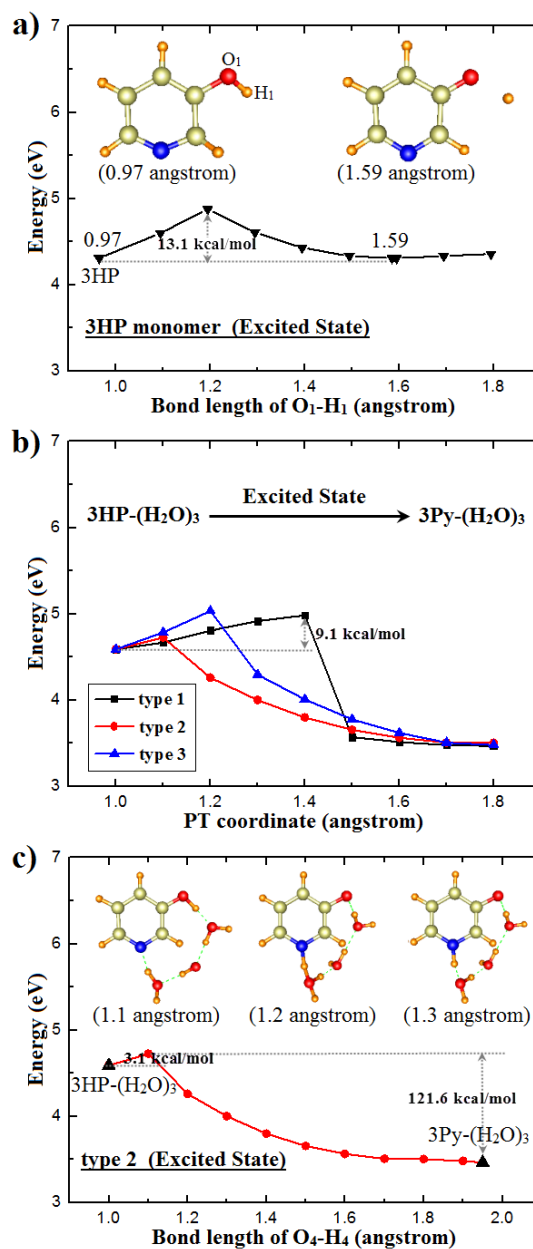 a)
7
6
5
4
3
Energy (eV)
O₁
H₁
(0.97 angstrom)
(1.59 angstrom)
0.97
13.1 kcal/mol
1.59
3HP
3HP monomer (Excited State)
1.0 1.2 1.4 1.6 1.8
Bond length of O₁-H₁ (angstrom)
b)
7
6
5
4
3
Energy (eV)
Excited State
3HP-(H₂O)₃
3Py-(H₂O)₃
9.1 kcal/mol
type 1
type 2
type 3
1.0 1.2 1.4 1.6 1.8
PT coordinate (angstrom)
c)
7
6
5
4
3
Energy (eV)
(1.1 angstrom)
(1.2 angstrom)
(1.3 angstrom)
3.1 kcal/mol
3HP-(H₂O)₃
121.6 kcal/mol
3Py-(H₂O)₃
type 2 (Excited State)
1.0 1.2 1.4 1.6 1.8 2.0
Bond length of O₄-H₄ (angstrom)